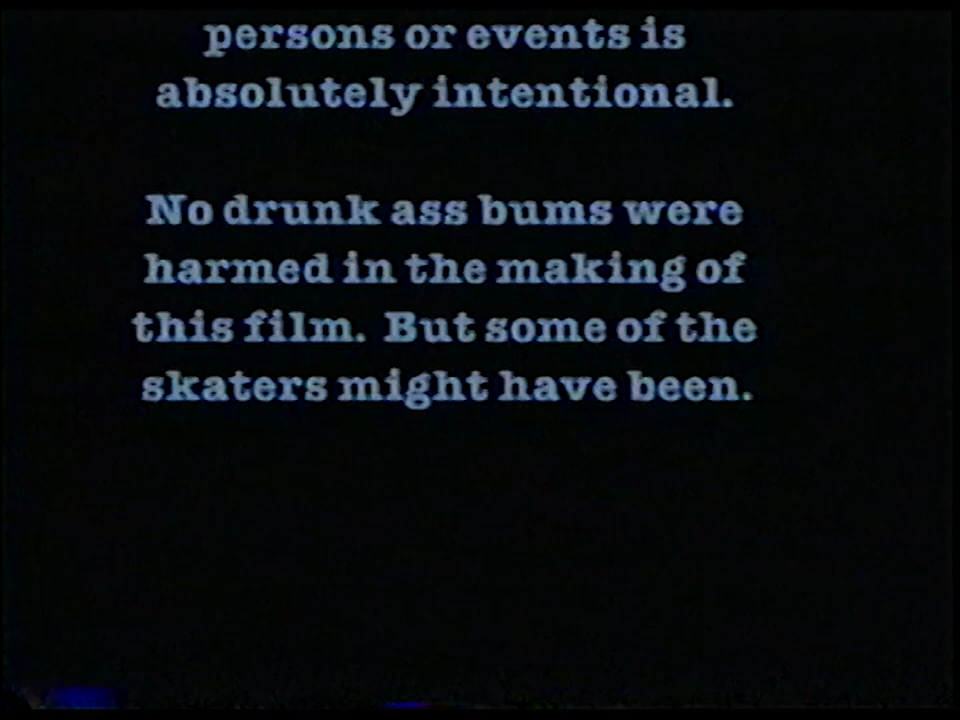 persons or events is
absolutely intentional.
No drunk ass bums were
harmed in the making of
this film. But some of the
skaters might have been.